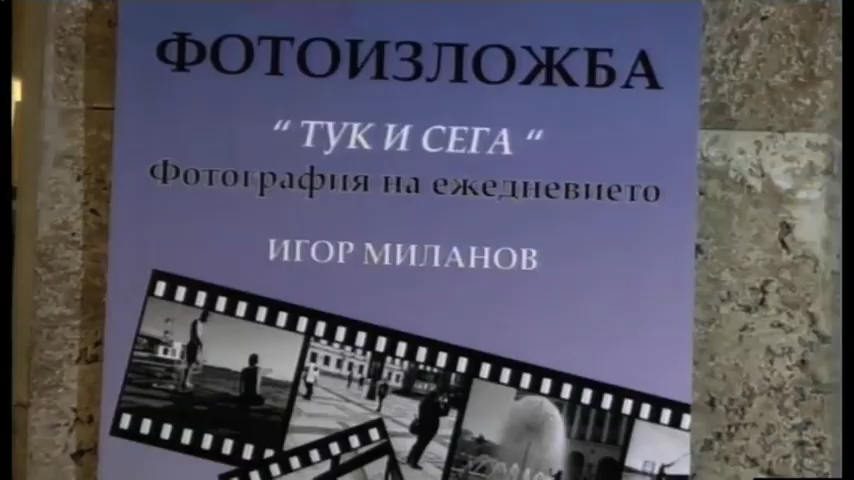 ФОТОИЗЛОЖБА
“ ТУК И СЕГА “
Фотография на ежедневието
ИГОР МИЛАНОВ